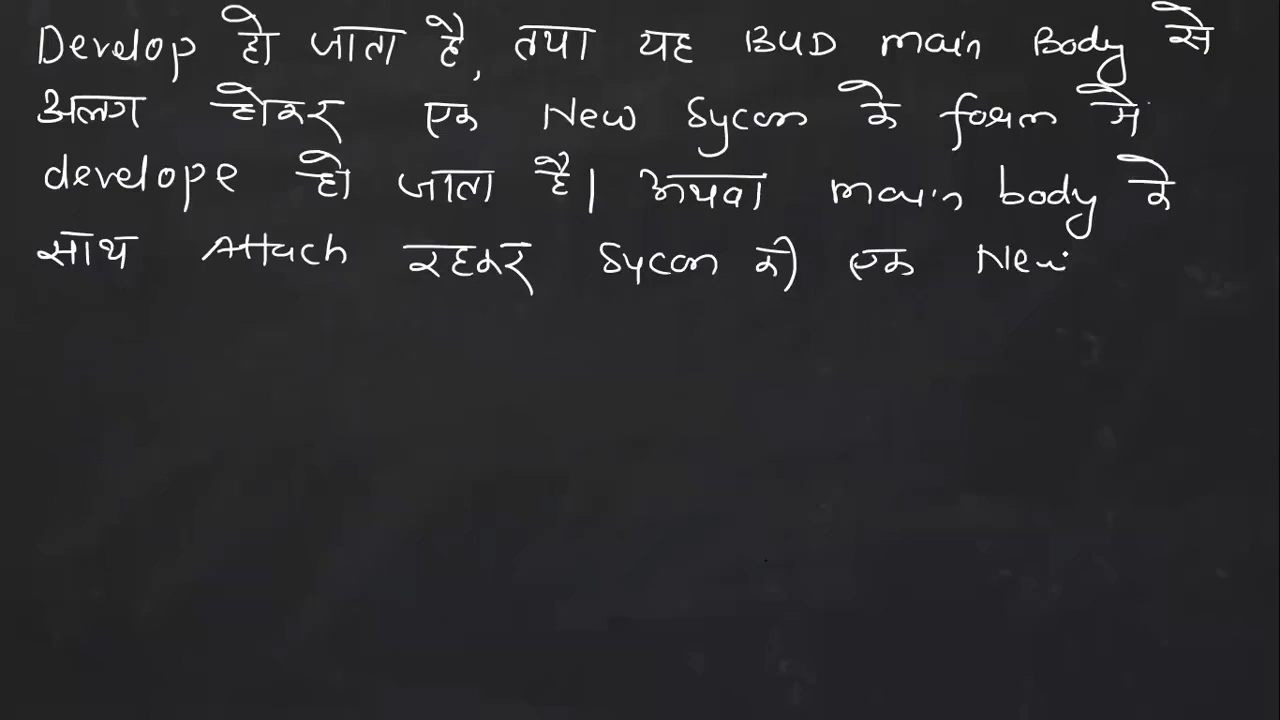 Develop हो जाता है, तथा यह BUD main Body से
अलग होकर एक New Sycon के form में
develope हो जाता है। अथवा main body के
साथ Attach रहकर Sycon की एक New